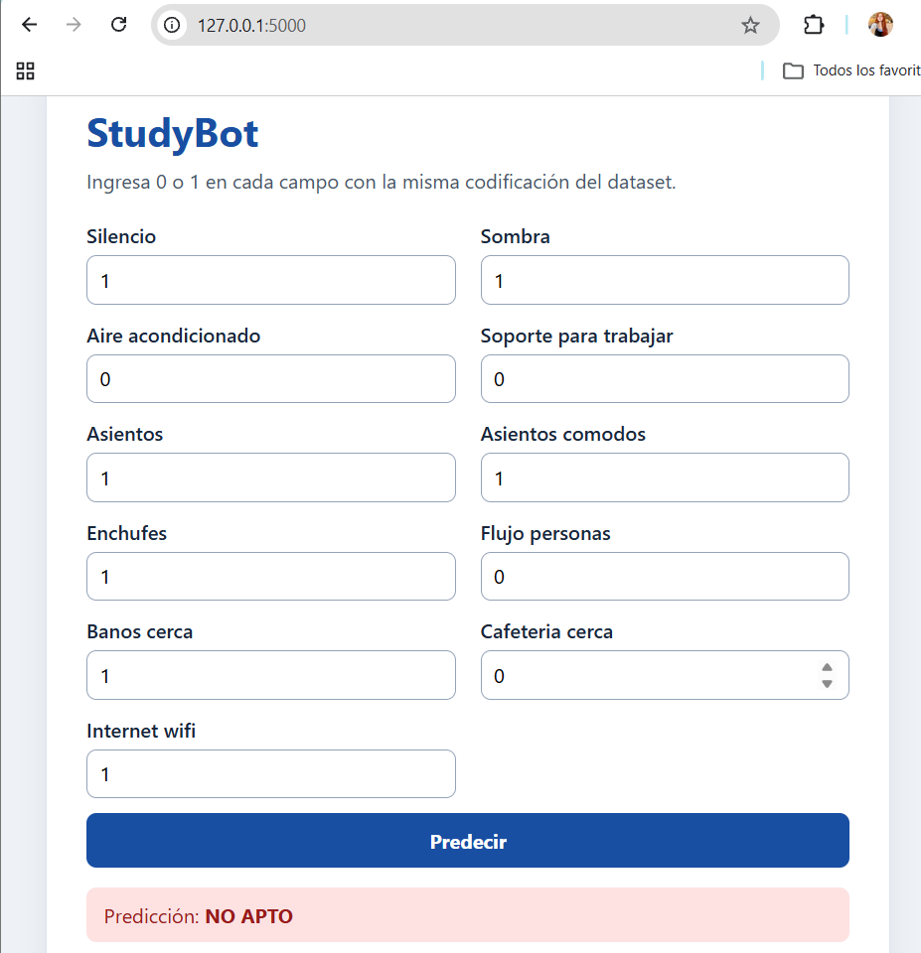 127.0.0.1:5000
Todos los favorit
StudyBot
Ingresa 0 o 1 en cada campo con la misma codificación del dataset.
Silencio
1
Sombra
1
Aire acondicionado
0
Soporte para trabajar
0
Asientos
1
Asientos comodos
1
Enchufes
1
Flujo personas
0
Banos cerca
1
Cafeteria cerca
0
Internet wifi
1
Predecir
Predicción: NO APTO